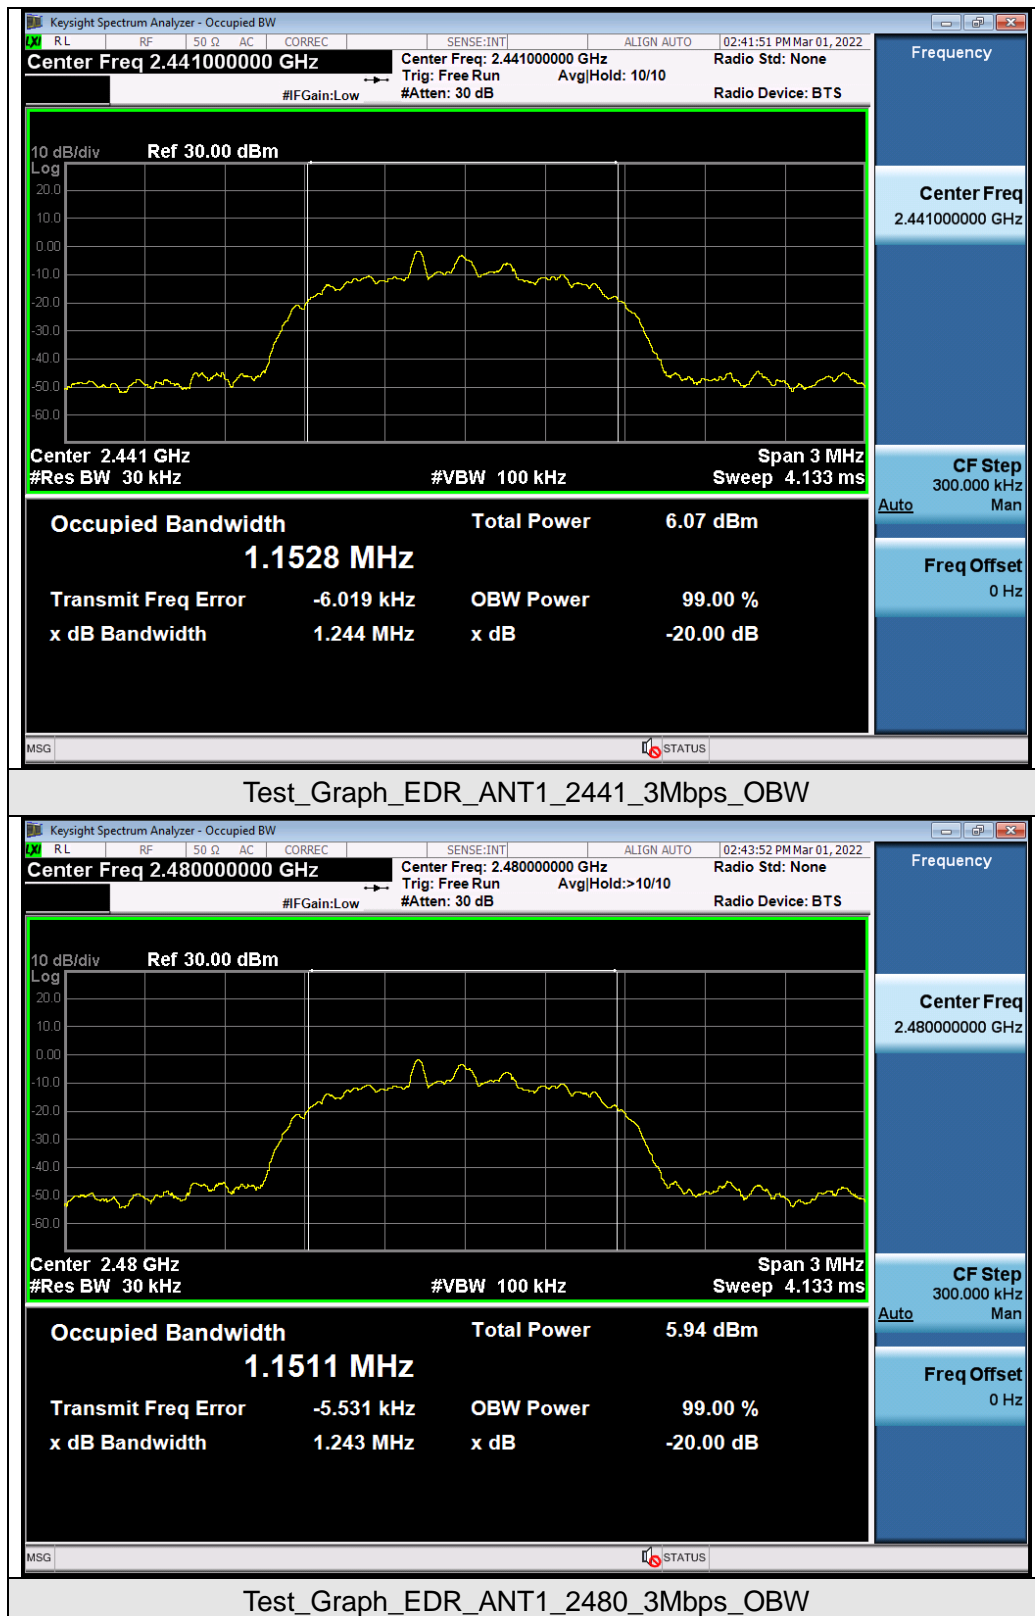 Keysight Spectrum Analyzer - Occupied BW
LXI RL RF 50 Ω AC CORREC SENSE:INT ALIGN AUTO 02:41:51 PM Mar 01, 2022
Center Freq 2.441000000 GHz
Center Freq: 2.441000000 GHz Radio Std: None
Trig: Free Run Avg|Hold: 10/10
#IFGain:Low #Atten: 30 dB Radio Device: BTS
Frequency
10 dB/div Ref 30.00 dBm
Log
20.0
10.0
0.00
-10.0
-20.0
-30.0
-40.0
-50.0
-60.0
Center 2.441 GHz Span 3 MHz
#Res BW 30 kHz #VBW 100 kHz Sweep 4.133 ms
Center Freq
2.441000000 GHz
CF Step
300.000 kHz
Auto Man
Freq Offset
0 Hz
Occupied Bandwidth Total Power 6.07 dBm
1.1528 MHz
Transmit Freq Error -6.019 kHz OBW Power 99.00 %
x dB Bandwidth 1.244 MHz x dB -20.00 dB
MSG STATUS
Test_Graph_EDR_ANT1_2441_3Mbps_OBW
Keysight Spectrum Analyzer - Occupied BW
LXI RL RF 50 Ω AC CORREC SENSE:INT ALIGN AUTO 02:43:52 PM Mar 01, 2022
Center Freq 2.480000000 GHz
Center Freq: 2.480000000 GHz Radio Std: None
Trig: Free Run Avg|Hold:>10/10
#IFGain:Low #Atten: 30 dB Radio Device: BTS
Frequency
10 dB/div Ref 30.00 dBm
Log
20.0
10.0
0.00
-10.0
-20.0
-30.0
-40.0
-50.0
-60.0
Center 2.48 GHz Span 3 MHz
#Res BW 30 kHz #VBW 100 kHz Sweep 4.133 ms
Center Freq
2.480000000 GHz
CF Step
300.000 kHz
Auto Man
Freq Offset
0 Hz
Occupied Bandwidth Total Power 5.94 dBm
1.1511 MHz
Transmit Freq Error -5.531 kHz OBW Power 99.00 %
x dB Bandwidth 1.243 MHz x dB -20.00 dB
MSG STATUS
Test_Graph_EDR_ANT1_2480_3Mbps_OBW